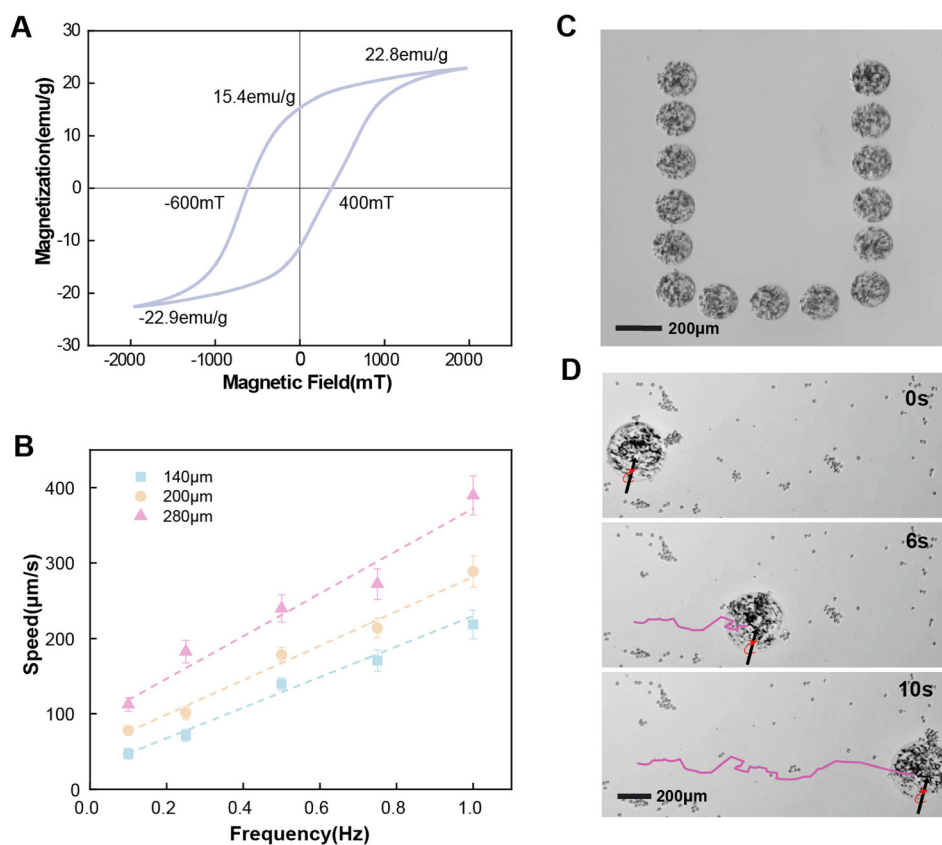 A
30
20
10
0
-10
-20
-30
Magnetization(emu/g)
22.8emu/g
15.4emu/g
-600mT
400mT
-22.9emu/g
-2000
-1000
0
1000
2000
Magnetic Field(mT)
B
140μm
200μm
280μm
400
300
200
100
0
Speed(μm/s)
0.0
0.2
0.4
0.6
0.8
1.0
Frequency(Hz)
C
200μm
D
0s
6s
10s
200μm